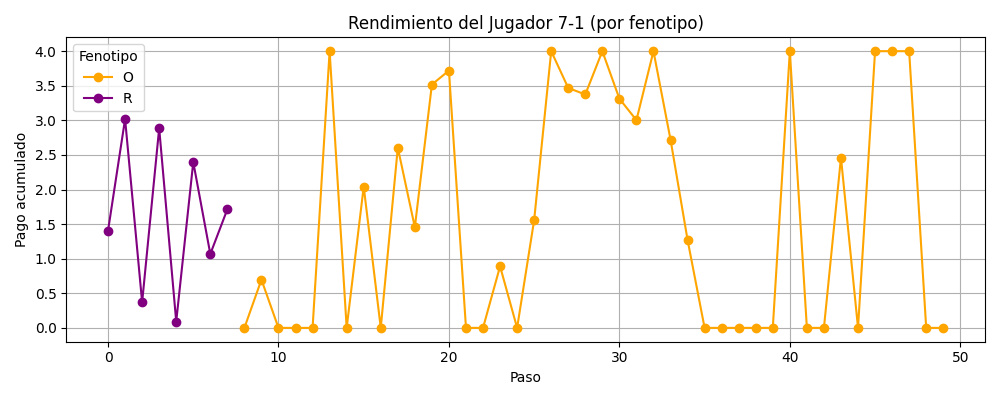 Rendimiento del Jugador 7-1 (por fenotipo)
Fenotipo
O
R
Pago acumulado
4.0
3.5
3.0
2.5
2.0
1.5
1.0
0.5
0.0
0 10 20 30 40 50
Paso